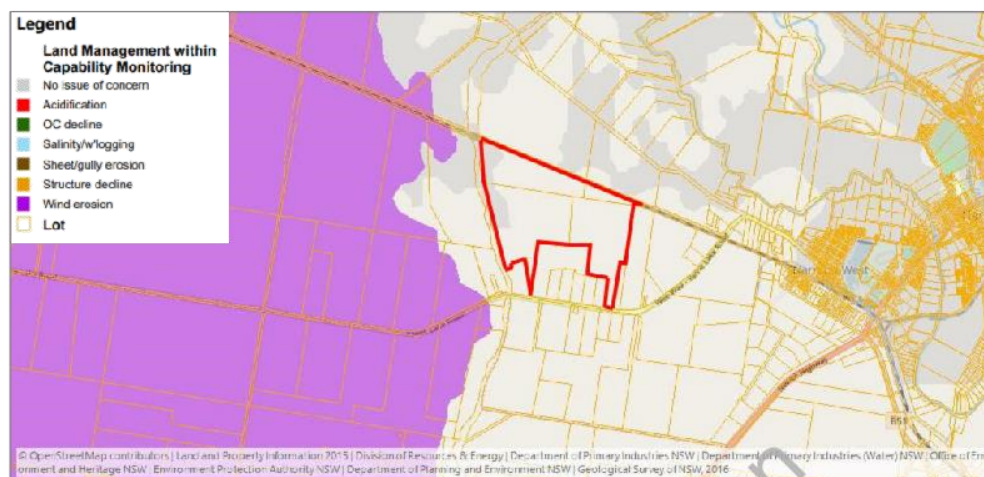 Legend
Land Management within
Capability Monitoring
No issue of concern
Acidification
OC decline
Salinity/w'logging
Sheet/gully erosion
Structure decline
Wind erosion
Lot
West
© OpenStreetMap contributors | Land and Property Information 2015 | Division of Resources & Energy | Department of Primary Industries NSW | Department of Primary Industries (Water) NSW | Office of
onment and Heritage NSW | Environment Protection Authority NSW | Department of Planning and Environment NSW | Geological Survey of NSW, 2016